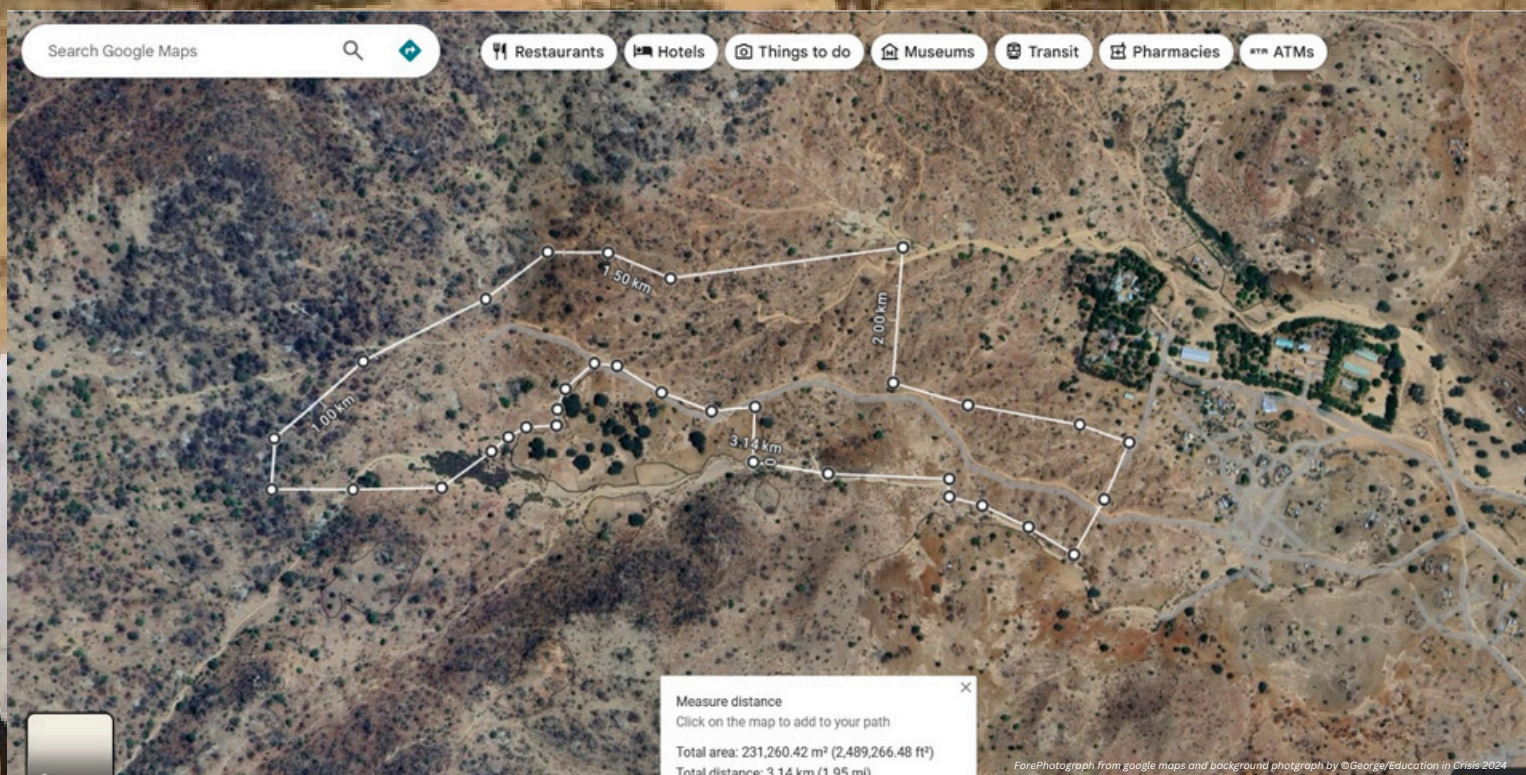 Search Google Maps
Restaurants
Hotels
Things to do
Museums
Transit
Pharmacies
ATM ATMs
1.50 km
2.00 km
1.00 km
3.14 km
Measure distance
Click on the map to add to your path
Total area: 231,260.42 m² (2,489,266.48 ft²)
Total distance: 3.14 km (1.95 mi)
ForePhotograph from google maps and background photgraph by ©George/Education in Crisis 2024